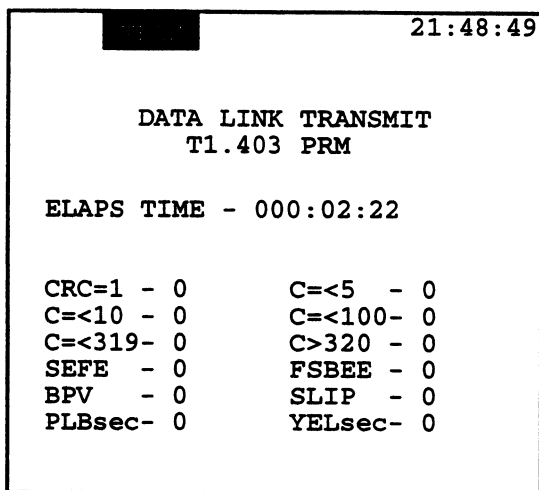 21:48:49
DATA LINK TRANSMIT
T1.403 PRM
ELAPS TIME - 000:02:22
CRC=1 - 0 C=<5 - 0
C=<10 - 0 C=<100- 0
C=<319- 0 C>320 - 0
SEFE - 0 FSBEE - 0
BPV - 0 SLIP - 0
PLBsec- 0 YELsec- 0